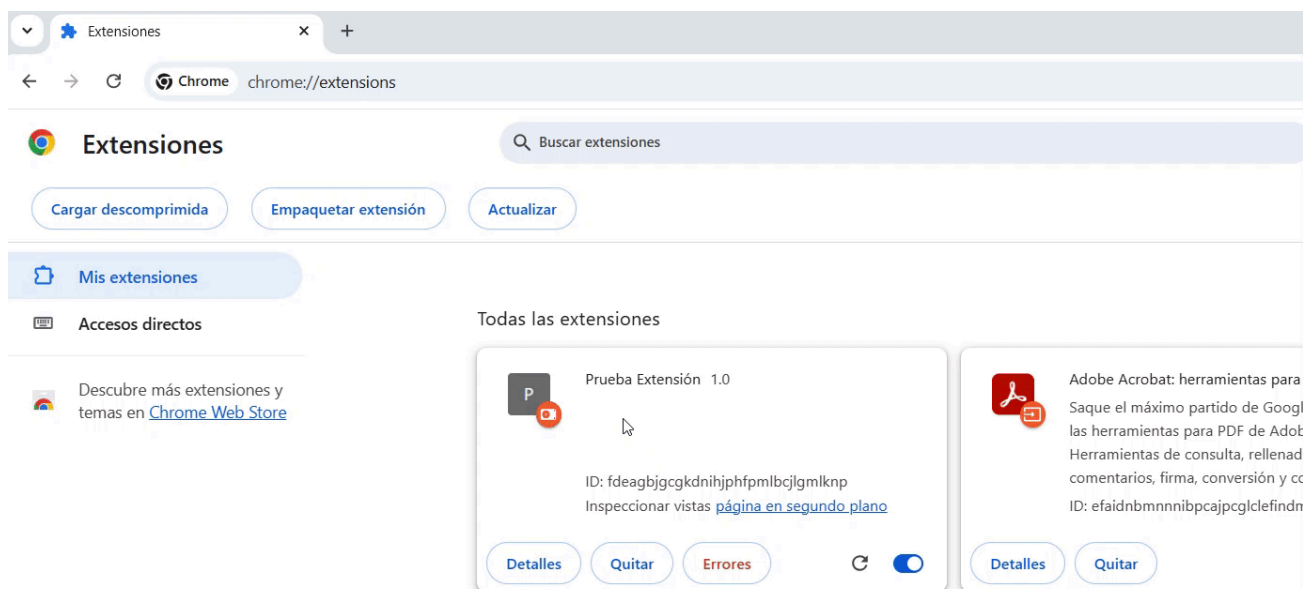 Extensiones
Chrome chrome://extensions
Extensiones
Buscar extensiones
Cargar descomprimida
Empaquetar extensión
Actualizar
Mis extensiones
Accesos directos
Descubre más extensiones y
temas en Chrome Web Store
Todas las extensiones
P
Prueba Extensión 1.0
ID: fdeagbjgcgkdnihjphfpmlbcjlgmlknp
Inspeccionar vistas página en segundo plano
Detalles
Quitar
Errores
Adobe Acrobat: herramientas para
Saque el máximo partido de Googl
las herramientas para PDF de Adob
Herramientas de consulta, rellenad
comentarios, firma, conversión y co
ID: efaidnbmnnnibpcajpcglclefindm
Detalles
Quitar